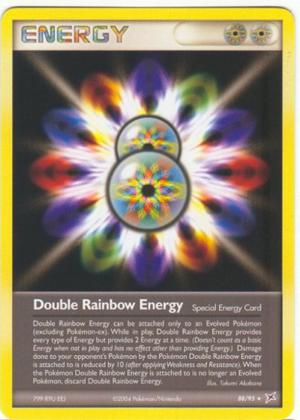 ENERGY
Double Rainbow Energy Special Energy Card
Double Rainbow Energy can be attached only to an Evolved Pokémon
(excluding Pokémon-ex). While in play, Double Rainbow Energy provides
every type of Energy but provides 2 Energy at a time. (Doesn't count as a basic
Energy when not in play and has no effect other than providing Energy.) Damage
done to your opponent's Pokémon by the Pokémon Double Rainbow Energy
is attached to is reduced by 10 (after applying Weakness and Resistance). When
the Pokémon Double Rainbow Energy is attached to is no longer an Evolved
Pokémon, discard Double Rainbow Energy.
Illus. Takumi Akabane
©2004 Pokémon/Nintendo
88/95 ★